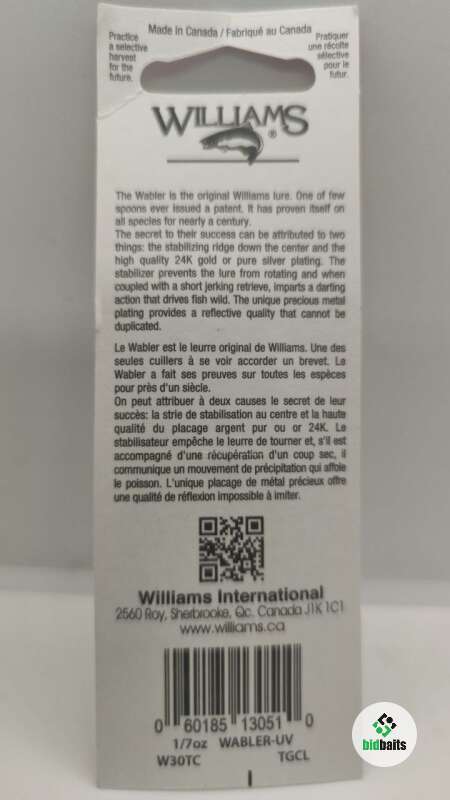 Practice
a selective
harvest
for the
future.
Made in Canada / Fabriqué au Canada
Pratiquer
une récolte
sélective
pour le
futur.
WILLIAMS
®
The Wabler is the original Williams lure. One of few
spoons ever issued a patent. It has proven itself on
all species for nearly a century.
The secret to their success can be attributed to two
things: the stabilizing ridge down the center and the
high quality 24K gold or pure silver plating. The
stabilizer prevents the lure from rotating and when
coupled with a short jerking retrieve, imparts a darting
action that drives fish wild. The unique precious metal
plating provides a reflective quality that cannot be
duplicated.
Le Wabler est le leurre original de Williams. Une des
seules cuillers à se voir accorder un brevet. Le
Wabler a fait ses preuves sur toutes les espèces
pour près d'un siècle.
On peut attribuer à deux causes le secret de leur
succès: la strie de stabilisation au centre et la haute
qualité du placage argent pur ou or 24K. Le
stabilisateur empêche le leurre de tourner et, s'il est
accompagné d'une récupération d'un coup sec, il
communique un mouvement de précipitation qui affole
le poisson. L'unique placage de métal précieux offre
une qualité de réflexion impossible à imiter.
Williams International
2560 Roy, Sherbrooke, Qc. Canada J1K 1C1
www.williams.ca
0 60185 13051 0
1/7oz WABLER-UV
W30TC TGCL
bidbaits